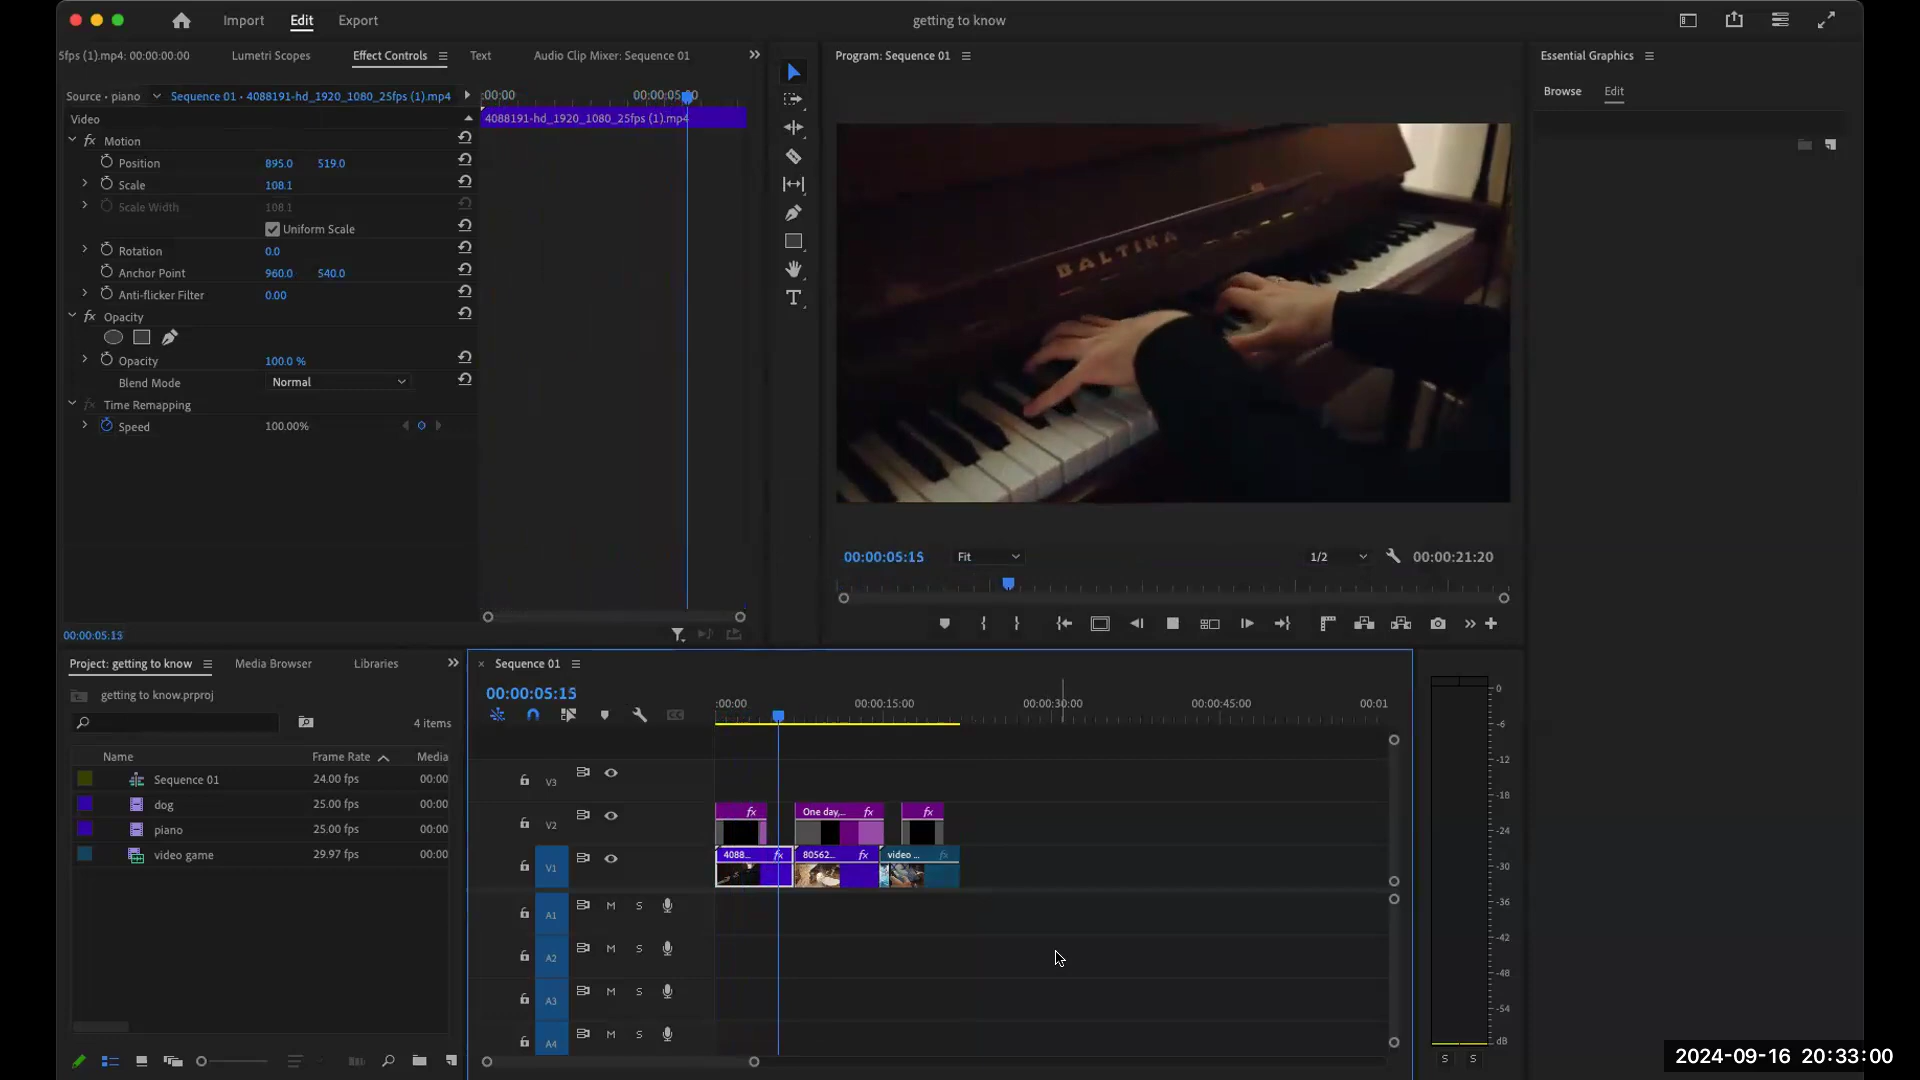 Import Edit Export getting to know
5fps (1).mp4: 00:00:00:00 Lumetri Scopes Effect Controls Text Audio Clip Mixer: Sequence 01
Program: Sequence 01
Essential Graphics
Browse Edit
Source • piano Sequence 01 • 4088191-hd_1920_1080_25fps (1).mp4
:00:00
Video
4088191-hd_1920_1080_25fps (1).mp4
fx Motion
Position 895.0 519.0
Scale 108.1
Scale Width 108.1
Uniform Scale
Rotation 0.0
Anchor Point 960.0 540.0
Anti-flicker Filter 0.00
fx Opacity
Opacity 100.0 %
Blend Mode Normal
fx Time Remapping
Speed 100.00%
00:00:05:15
BALTIKA
00:00:05:15 Fit 1/2 00:00:21:20
Project: getting to know Media Browser Libraries
getting to know.prproj
4 items
Name Frame Rate Media
Sequence 01 24.00 fps 00:00
dog 25.00 fps 00:00
piano 25.00 fps 00:00
video game 29.97 fps 00:00
× Sequence 01
00:00:05:15
:00:00 00:00:15:00 00:00:30:00 00:00:45:00 00:01
V3
V2
fx One day,... fx fx
V1
4088... fx 80562... fx video ... fx
A1 M S
A2 M S
A3 M S
A4 M S
0
-6
-12
-18
-24
-30
-36
-42
-48
-54
dB
S S
2024-09-16 20:33:00